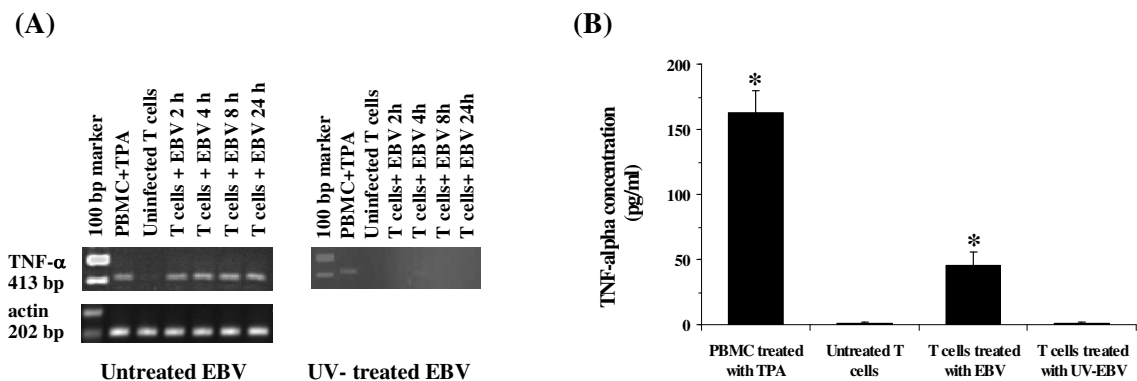 (A)
100 bp marker
PBMC+TPA
Uninfected T cells
T cells + EBV 2 h
T cells + EBV 4 h
T cells + EBV 8 h
T cells + EBV 24 h
TNF-α
413 bp
actin
202 bp
Untreated EBV
100 bp marker
PBMC+TPA
Uninfected T cells
T cells+ EBV 2h
T cells+ EBV 4h
T cells+ EBV 8h
T cells+ EBV 24h
UV- treated EBV
(B)
TNF-alpha concentration
(pg/ml)
200
150
100
50
0
*
*
PBMC treated
with TPA
Untreated T
cells
T cells treated
with EBV
T cells treated
with UV-EBV